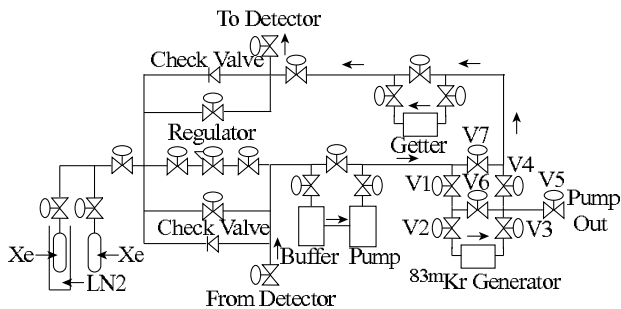 To Detector
Check Valve
Getter
Regulator
V7
V1
V6
V4
V5
Pump
Out
V2
V3
Check Valve
Xe
Xe
LN2
Buffer
Pump
83mKr Generator
From Detector